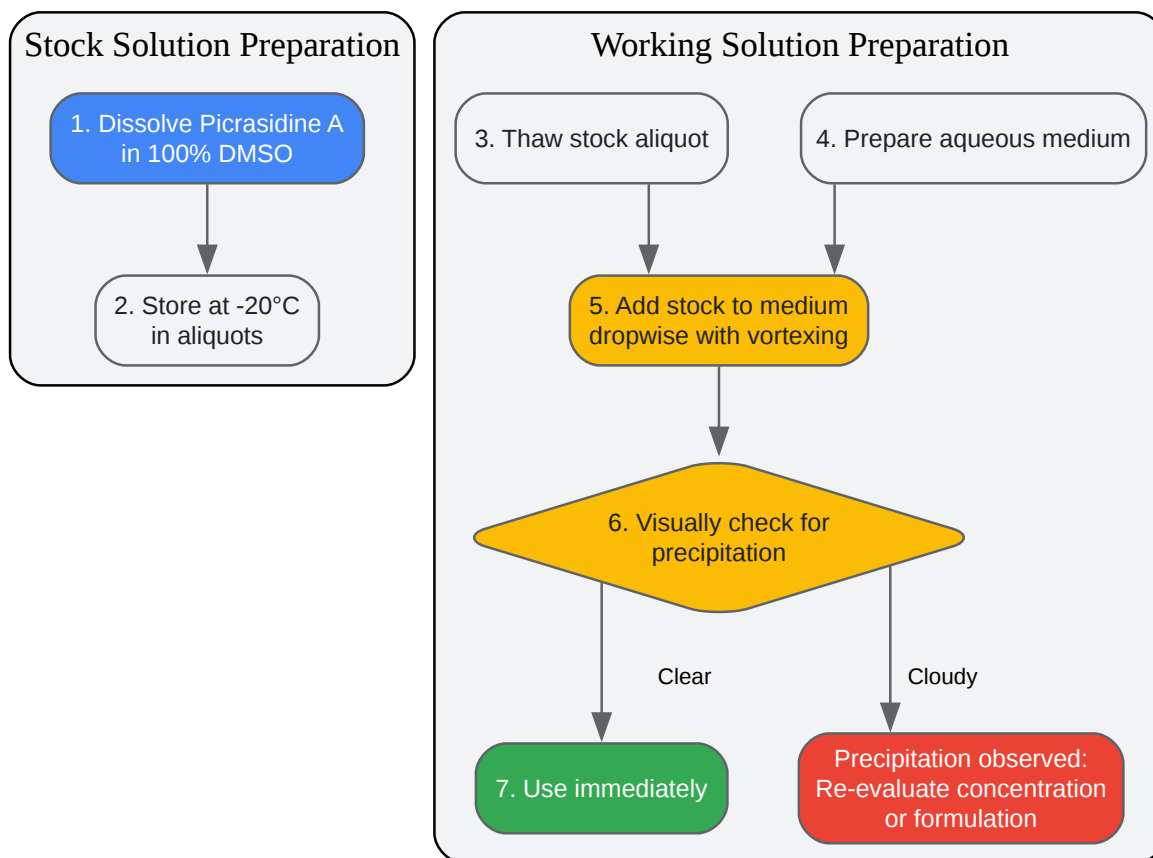 Stock Solution Preparation
1. Dissolve Picrasidine A
in 100% DMSO
2. Store at -20°C
in aliquots
Working Solution Preparation
3. Thaw stock aliquot
4. Prepare aqueous medium
5. Add stock to medium
dropwise with vortexing
6. Visually check for
precipitation
Clear
Cloudy
7. Use immediately
Precipitation observed:
Re-evaluate concentration
or formulation